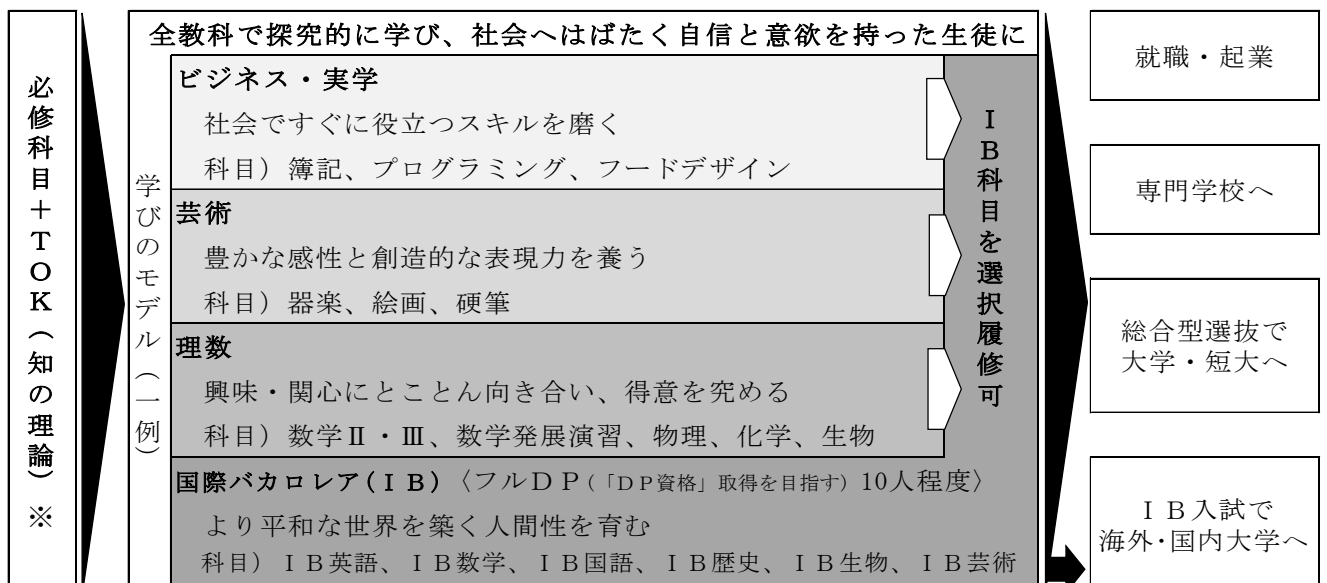 必修科目＋ＴＯＫ（知の理論）※
全教科で探究的に学び、社会へはばたく自信と意欲を持った生徒に
学びのモデル（一例）
ビジネス・実学
社会ですぐに役立つスキルを磨く
科目）簿記、プログラミング、フードデザイン
芸術
豊かな感性と創造的な表現力を養う
科目）器楽、絵画、硬筆
理数
興味・関心にとことん向き合い、得意を究める
科目）数学Ⅱ・Ⅲ、数学発展演習、物理、化学、生物
ＩＢ科目を選択履修可
国際バカロレア(ＩＢ)〈フルＤＰ(「ＤＰ資格」取得を目指す) 10人程度〉
より平和な世界を築く人間性を育む
科目）ＩＢ英語、ＩＢ数学、ＩＢ国語、ＩＢ歴史、ＩＢ生物、ＩＢ芸術
就職・起業
専門学校へ
総合型選抜で
大学・短大へ
ＩＢ入試で
海外・国内大学へ